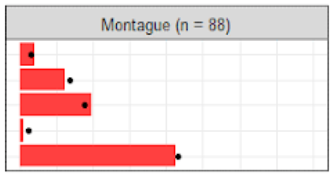 Montague (n = 88)